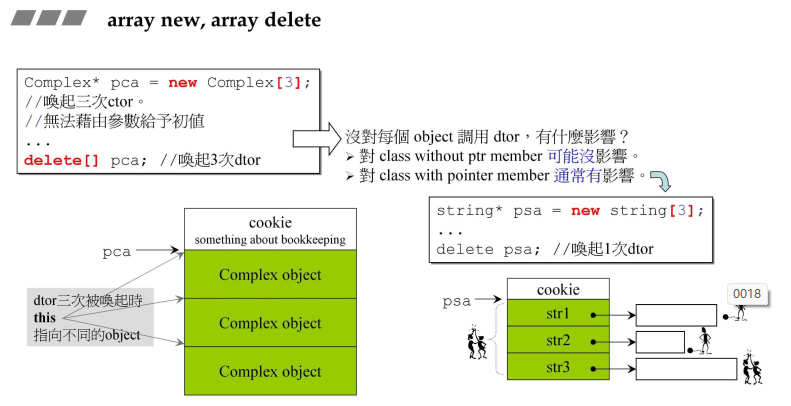 array new, array delete
Complex* pca = new Complex[3];
//喚起三次ctor。
//無法藉由參數給予初值
...
delete[] pca; //喚起3次dtor
沒對每個 object 調用 dtor，有什麼影響？
➢ 對 class without ptr member 可能沒影響。
➢ 對 class with pointer member 通常有影響。
string* psa = new string[3];
...
delete psa; //喚起1次dtor
cookie
something about bookkeeping
pca
Complex object
Complex object
Complex object
dtor三次被喚起時
this
指向不同的object
cookie
psa
str1
str2
str3
0018